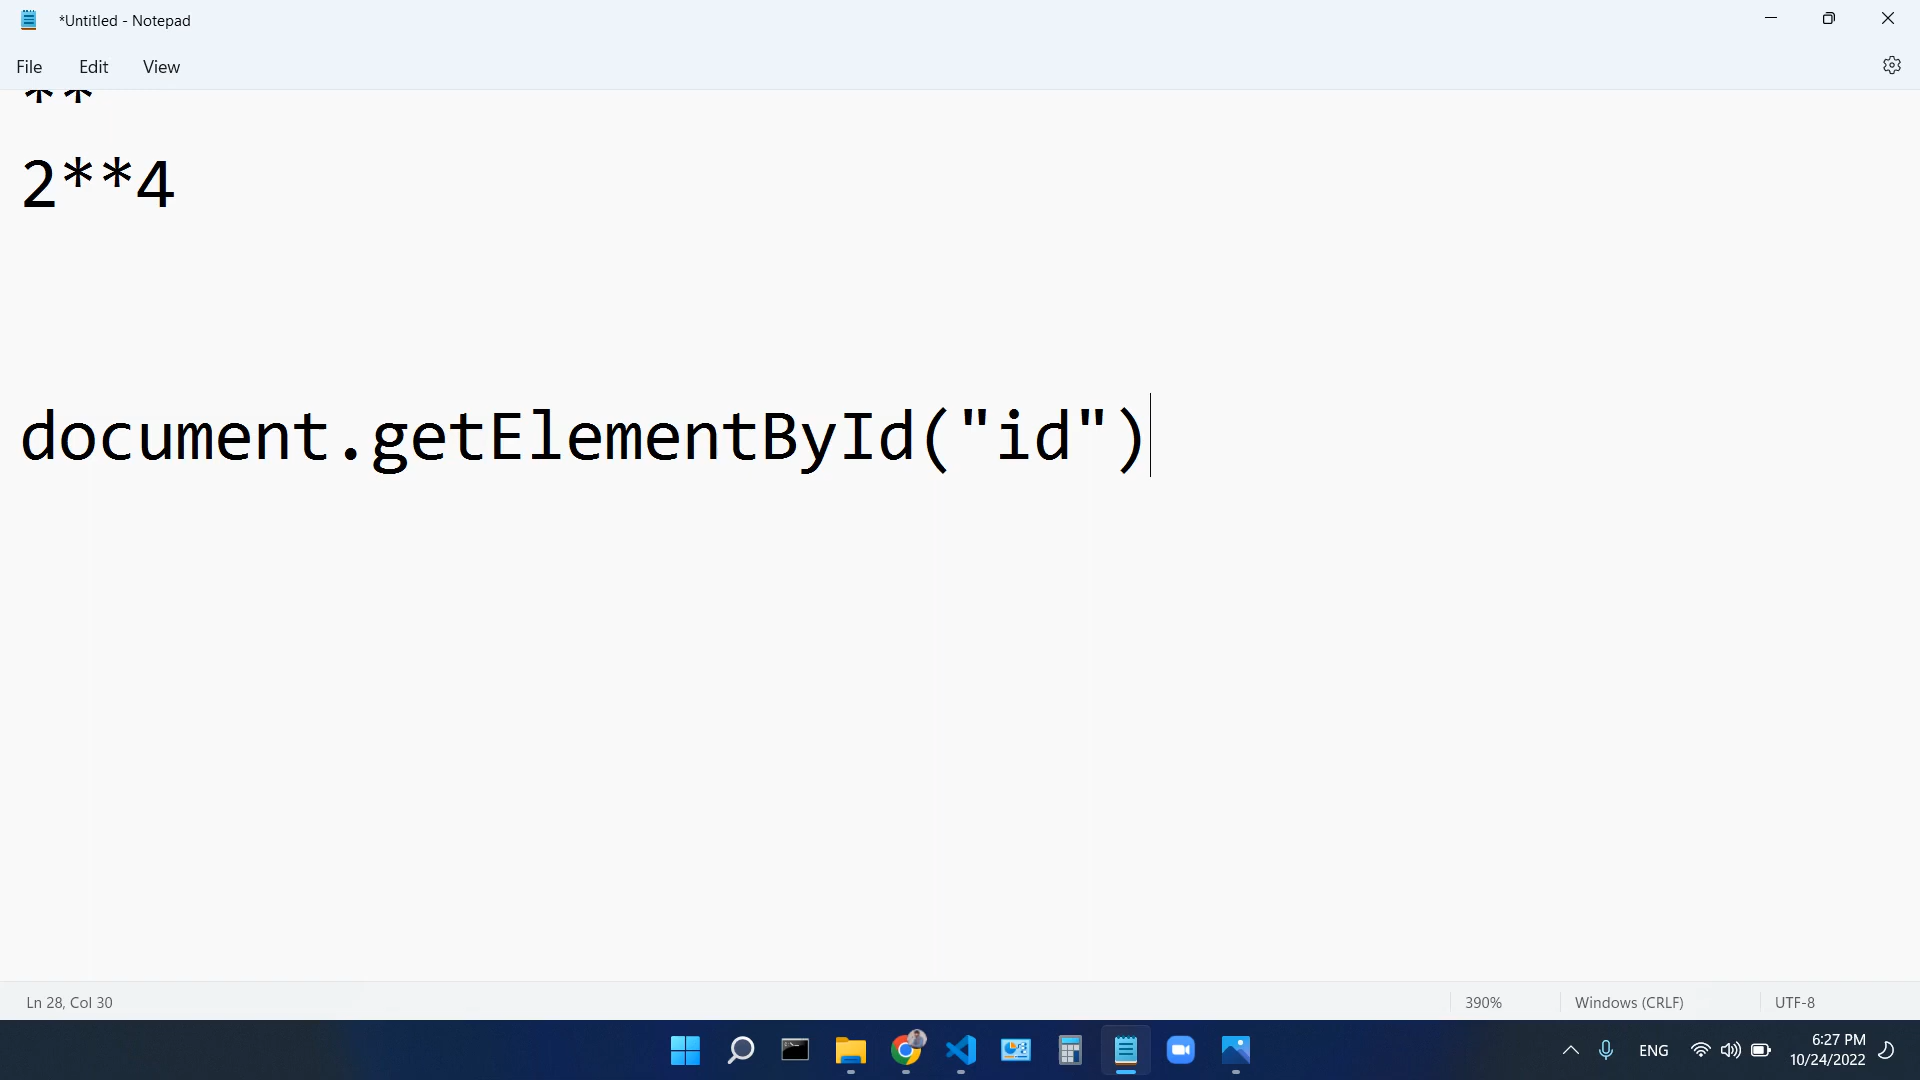 *Untitled - Notepad
File Edit View
**
2**4
document.getElementById("id")
Ln 28, Col 30 390% Windows (CRLF) UTF-8
ENG 6:27 PM
10/24/2022